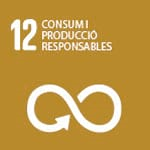 12 CONSUM I
PRODUCCIÓ
RESPONSABLES